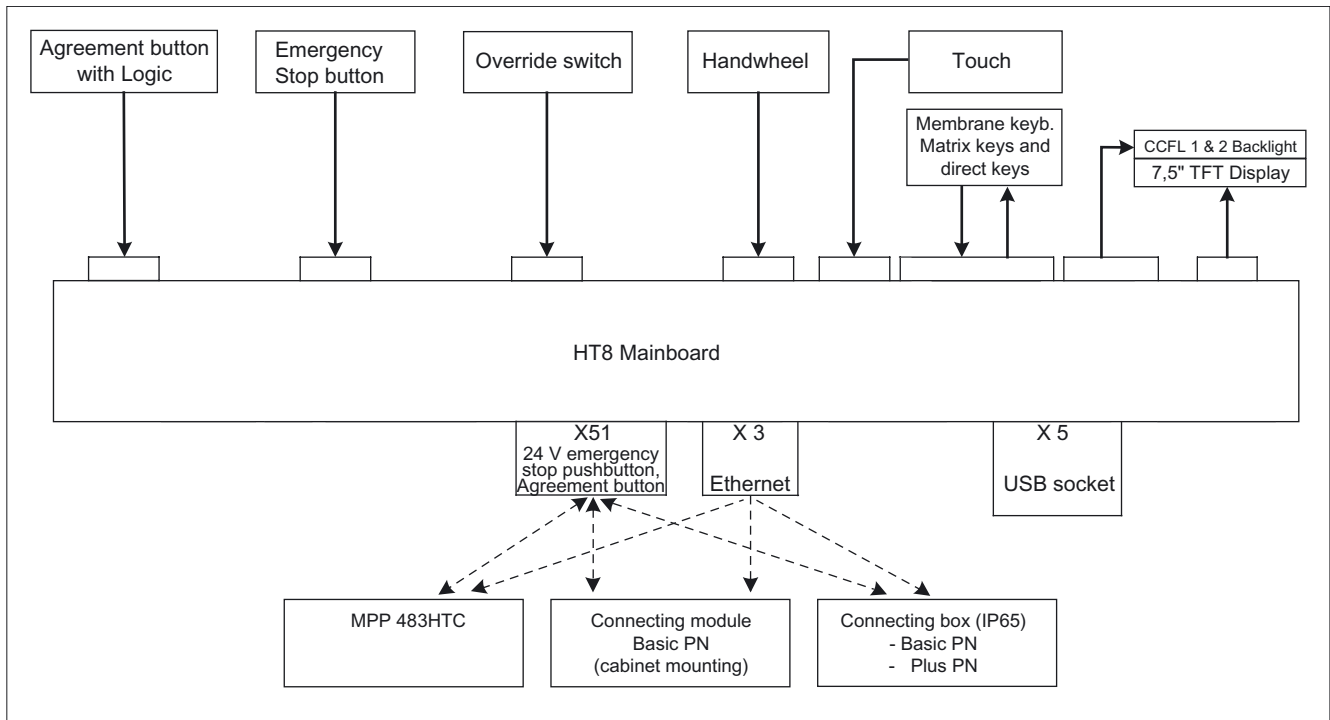 Agreement button
with Logic
Emergency
Stop button
Override switch
Handwheel
Touch
Membrane keyb.
Matrix keys and
direct keys
CCFL 1 & 2 Backlight
7,5" TFT Display
HT8 Mainboard
X51
24 V emergency
stop pushbutton,
Agreement button
X 3
Ethernet
X 5
USB socket
MPP 483HTC
Connecting module
Basic PN
(cabinet mounting)
Connecting box (IP65)
- Basic PN
- Plus PN